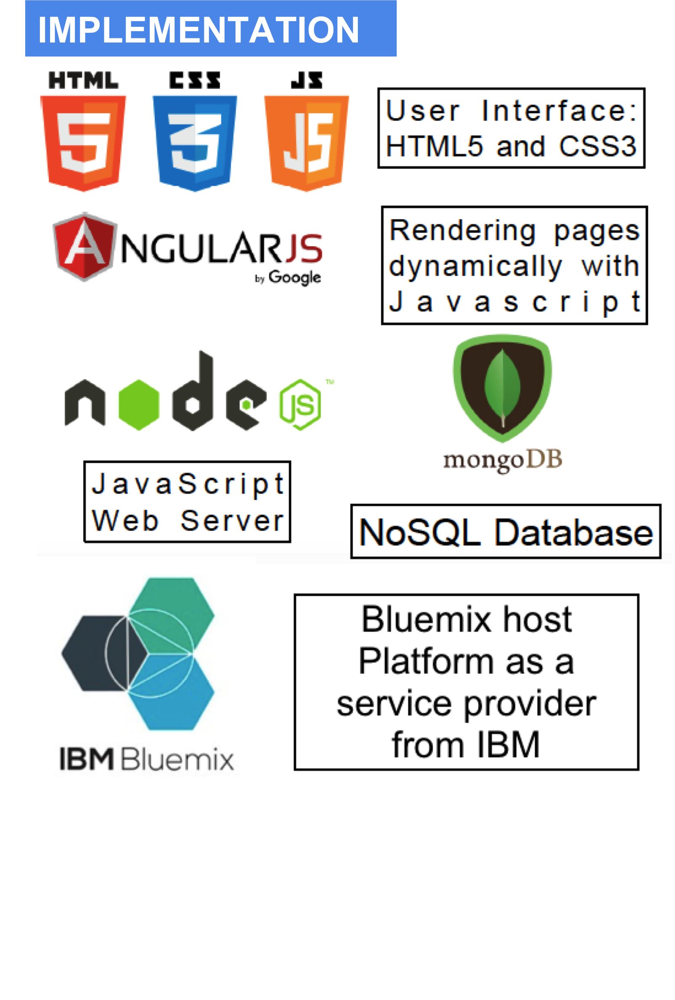 IMPLEMENTATION
HTML CSS JS
5 3 JS
User Interface:
HTML5 and CSS3
ANGULARJS
by Google
Rendering pages
dynamically with
Javascript
node JS ™
mongoDB
JavaScript
Web Server
NoSQL Database
IBM Bluemix
Bluemix host
Platform as a
service provider
from IBM